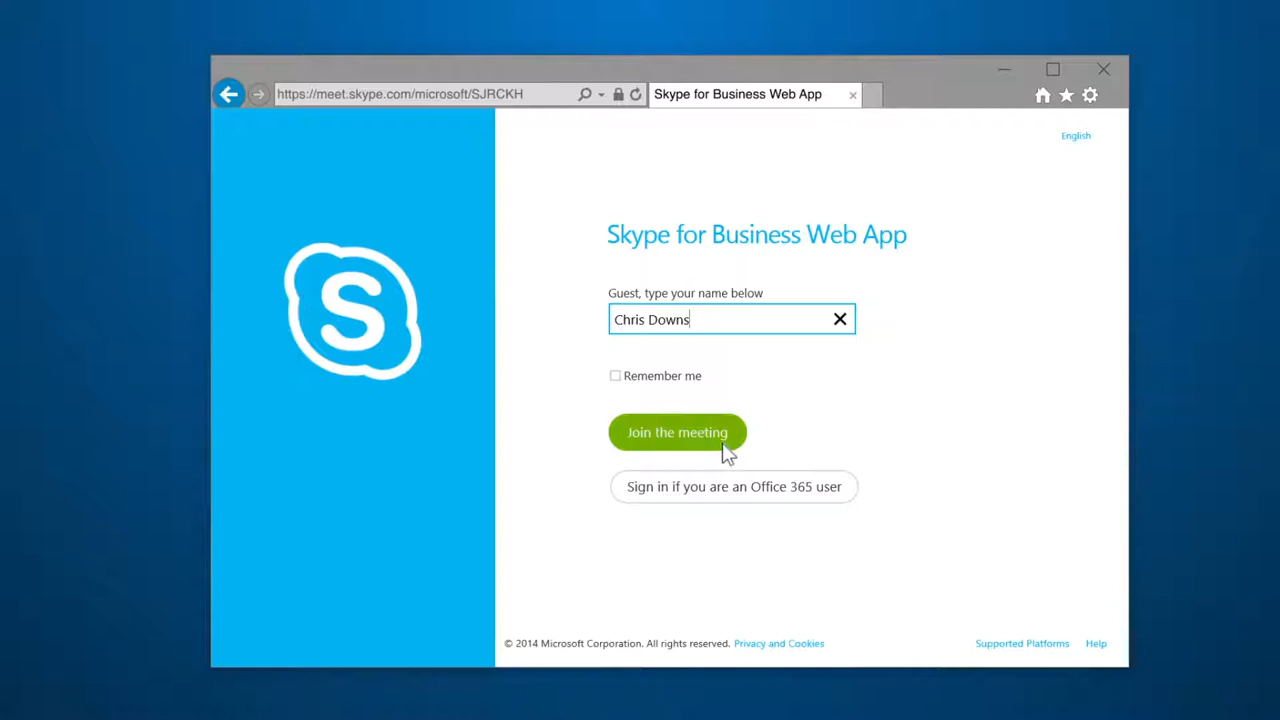 https://meet.skype.com/microsoft/SJRCKH
Skype for Business Web App
English
S
Skype for Business Web App
Guest, type your name below
Chris Downs
Remember me
Join the meeting
Sign in if you are an Office 365 user
© 2014 Microsoft Corporation. All rights reserved. Privacy and Cookies
Supported Platforms Help